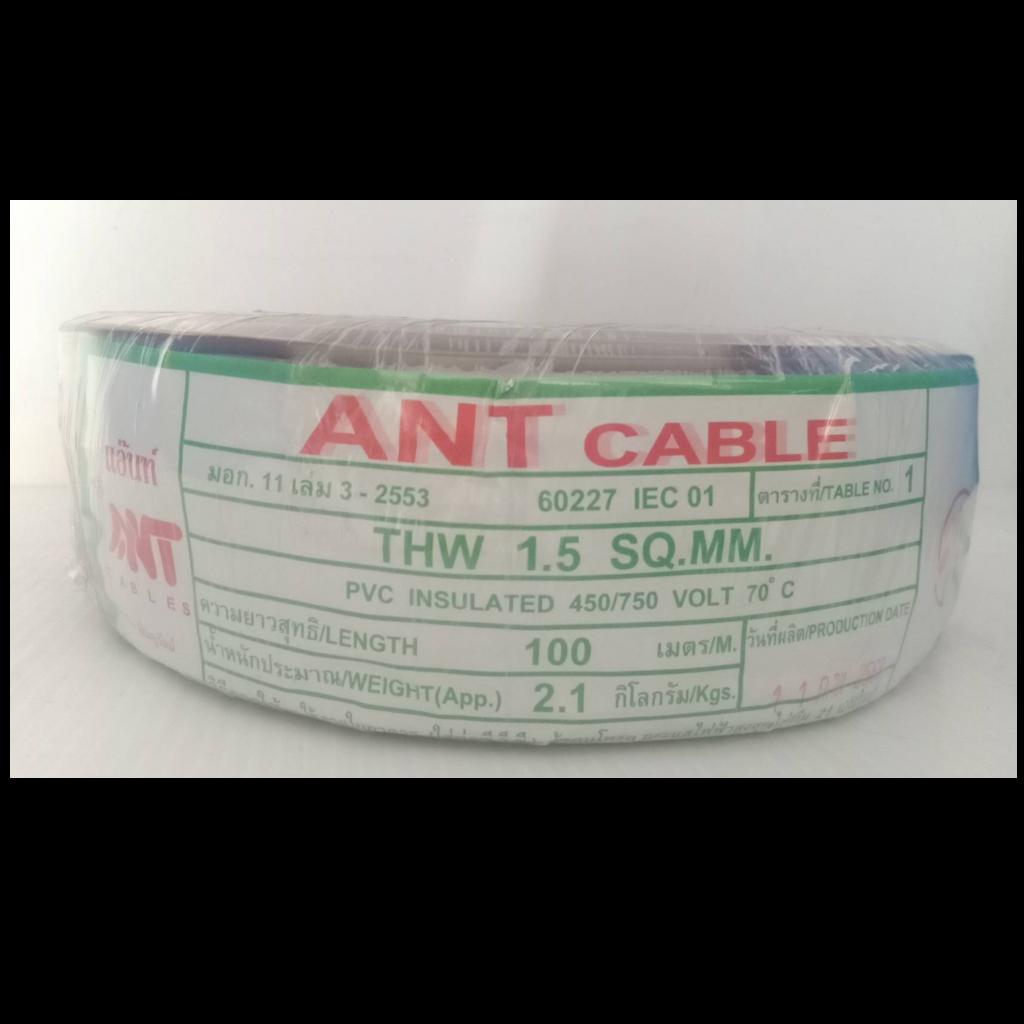 ANT CABLE
แอ๊นท์
มอก. 11 เล่ม 3 - 2553 60227 IEC 01 ตารางที่/TABLE NO. 1
ANT
CABLES
THW 1.5 SQ.MM.
PVC INSULATED 450/750 VOLT 70°C
ความยาวสุทธิ/LENGTH 100 เมตร/M.
วันที่ผลิต/PRODUCTION DATE
น้ำหนักประมาณ/WEIGHT(App.) 2.1 กิโลกรัม/Kgs.